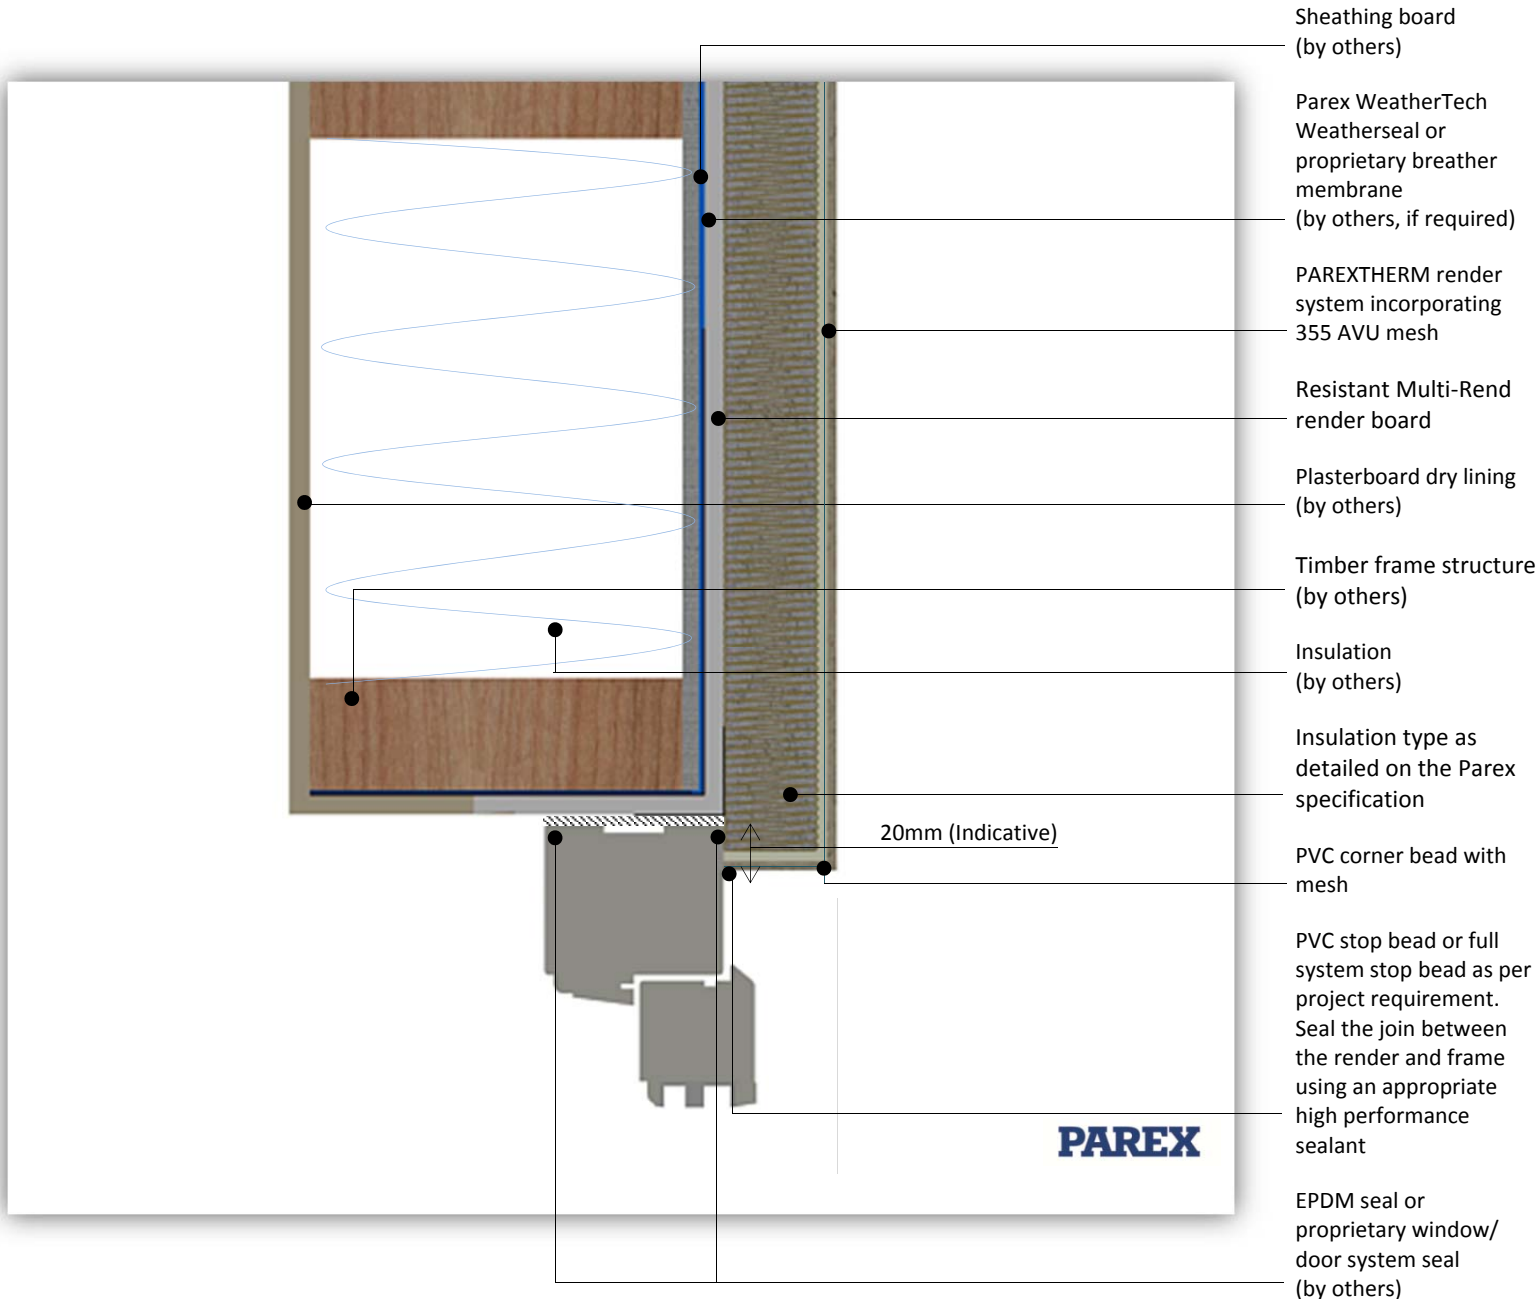 Sheathing board
(by others)
Parex WeatherTech
Weatherseal or
proprietary breather
membrane
(by others, if required)
PAREXTHERM render
system incorporating
355 AVU mesh
Resistant Multi-Rend
render board
Plasterboard dry lining
(by others)
Timber frame structure
(by others)
Insulation
(by others)
Insulation type as
detailed on the Parex
specification
20mm (Indicative)
PVC corner bead with
mesh
PVC stop bead or full
system stop bead as per
project requirement.
Seal the join between
the render and frame
using an appropriate
high performance
sealant
PAREX
EPDM seal or
proprietary window/
door system seal
(by others)